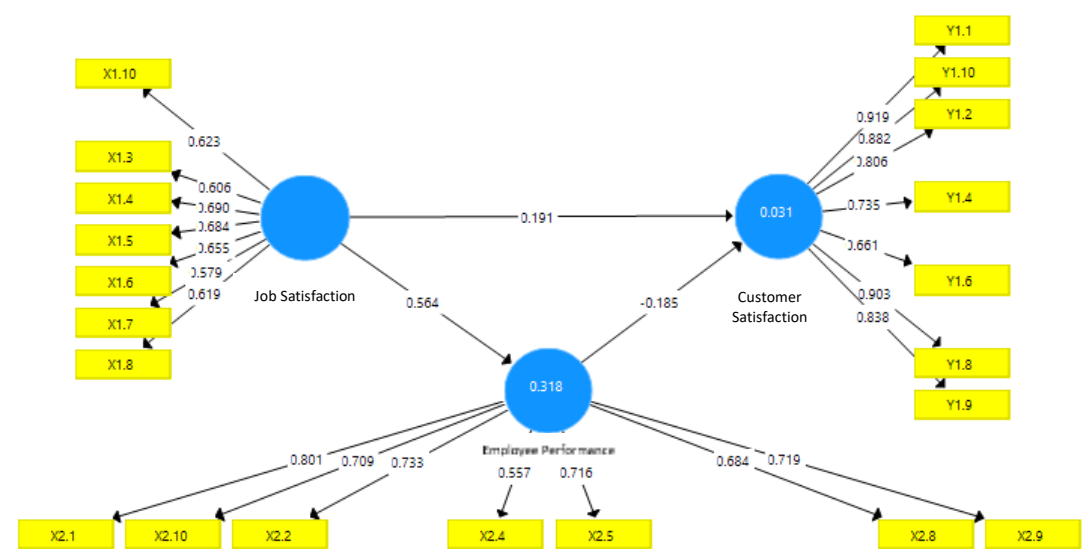 Y1.1
X1.10
Y1.10
Y1.2
0.919
0.882
0.806
0.623
X1.3
0.606
X1.4
0.690
0.735
Y1.4
0.684
X1.5
0.655
0.191
0.031
X1.6
0.579
0.619
0.661
Y1.6
Job Satisfaction
0.564
-0.185
Customer
Satisfaction
0.903
0.838
X1.7
X1.8
Y1.8
Y1.9
0.318
Employee Performance
0.801
0.709
0.733
0.557
0.716
0.684
0.719
X2.1
X2.10
X2.2
X2.4
X2.5
X2.8
X2.9